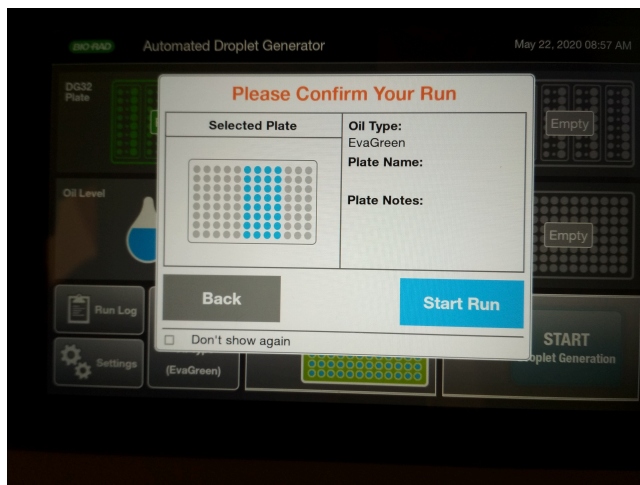 BIO-RAD Automated Droplet Generator May 22, 2020 08:57 AM
DG32
Plate
Empty
Please Confirm Your Run
Selected Plate
Oil Type:
EvaGreen
Plate Name:
Plate Notes:
Oil Level
Empty
Back
Start Run
Don't show again
Run Log
Settings
(EvaGreen)
START
Droplet Generation